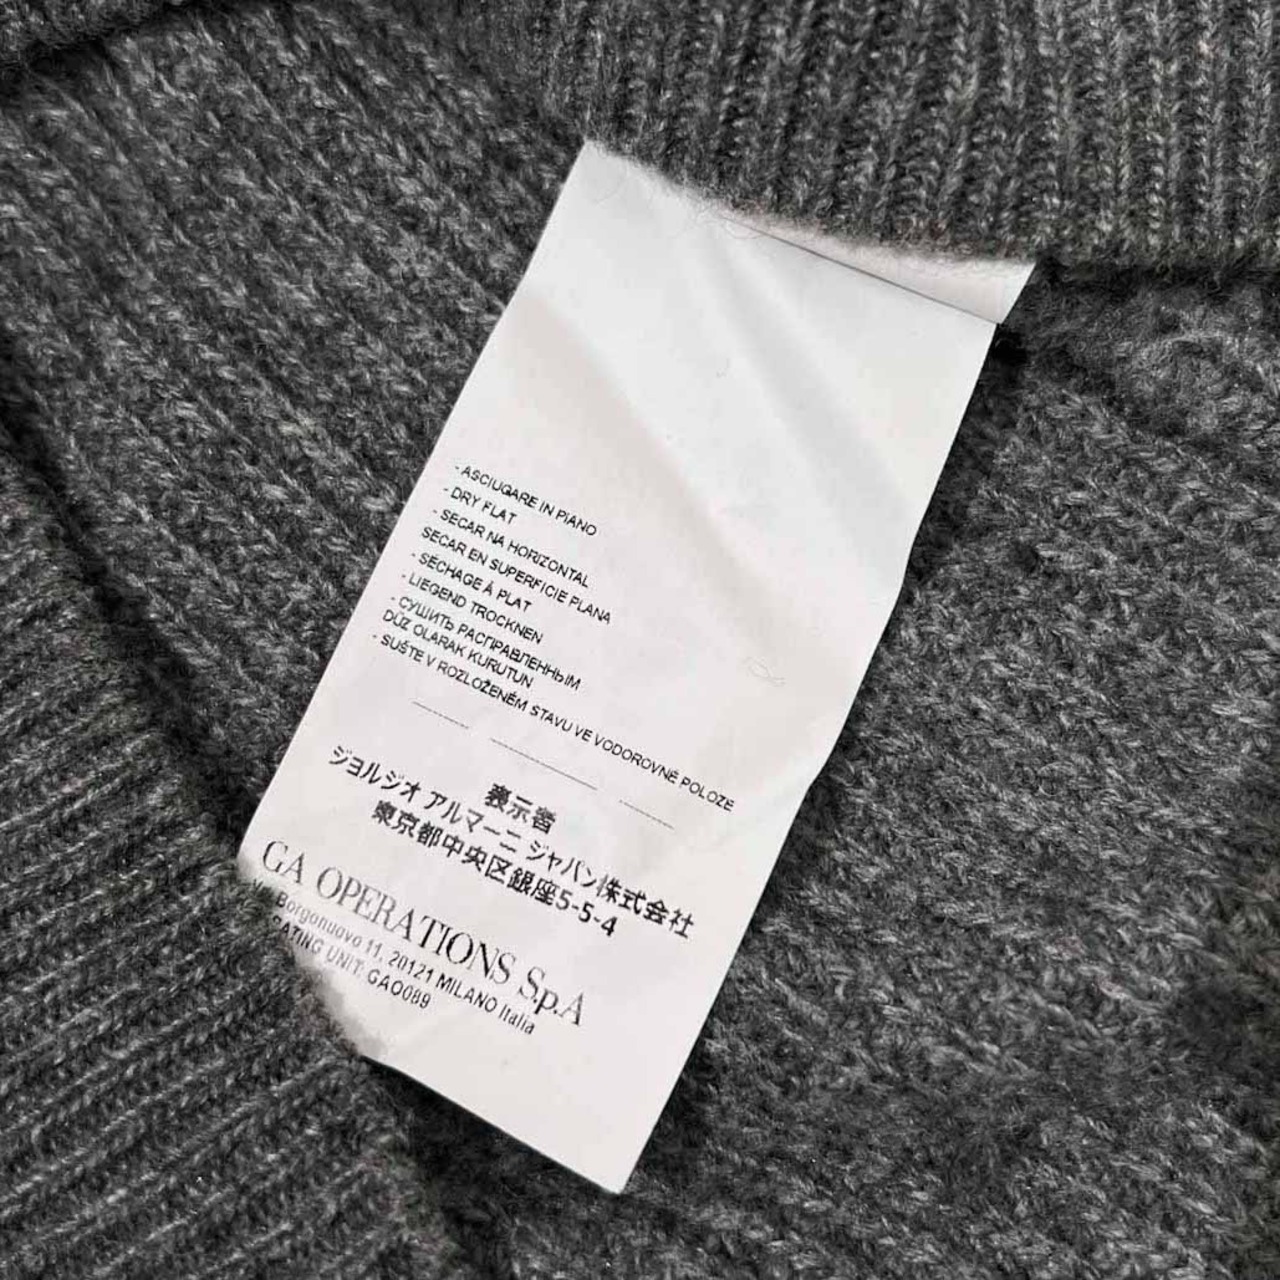 - ASCIUGARE IN PIANO
- DRY FLAT
- SECAR NA HORIZONTAL
SECAR EN SUPERFICIE PLANA
- SÉCHAGE À PLAT
- LIEGEND TROCKNEN
- СУШИТЬ РАСПРАВЛЕННЫМ
DÜZ OLARAK KURUTUN
- SUŠTE V ROZLOŽENÉM STAVU VE VODOROVNÉ POLOZE
表示者
ジョルジオ アルマーニ ジャパン株式会社
東京都中央区銀座5-5-4
GA OPERATIONS S.p.A
Borgonuovo 11, 20121 MILANO Italia
RATING UNIT: GAO089